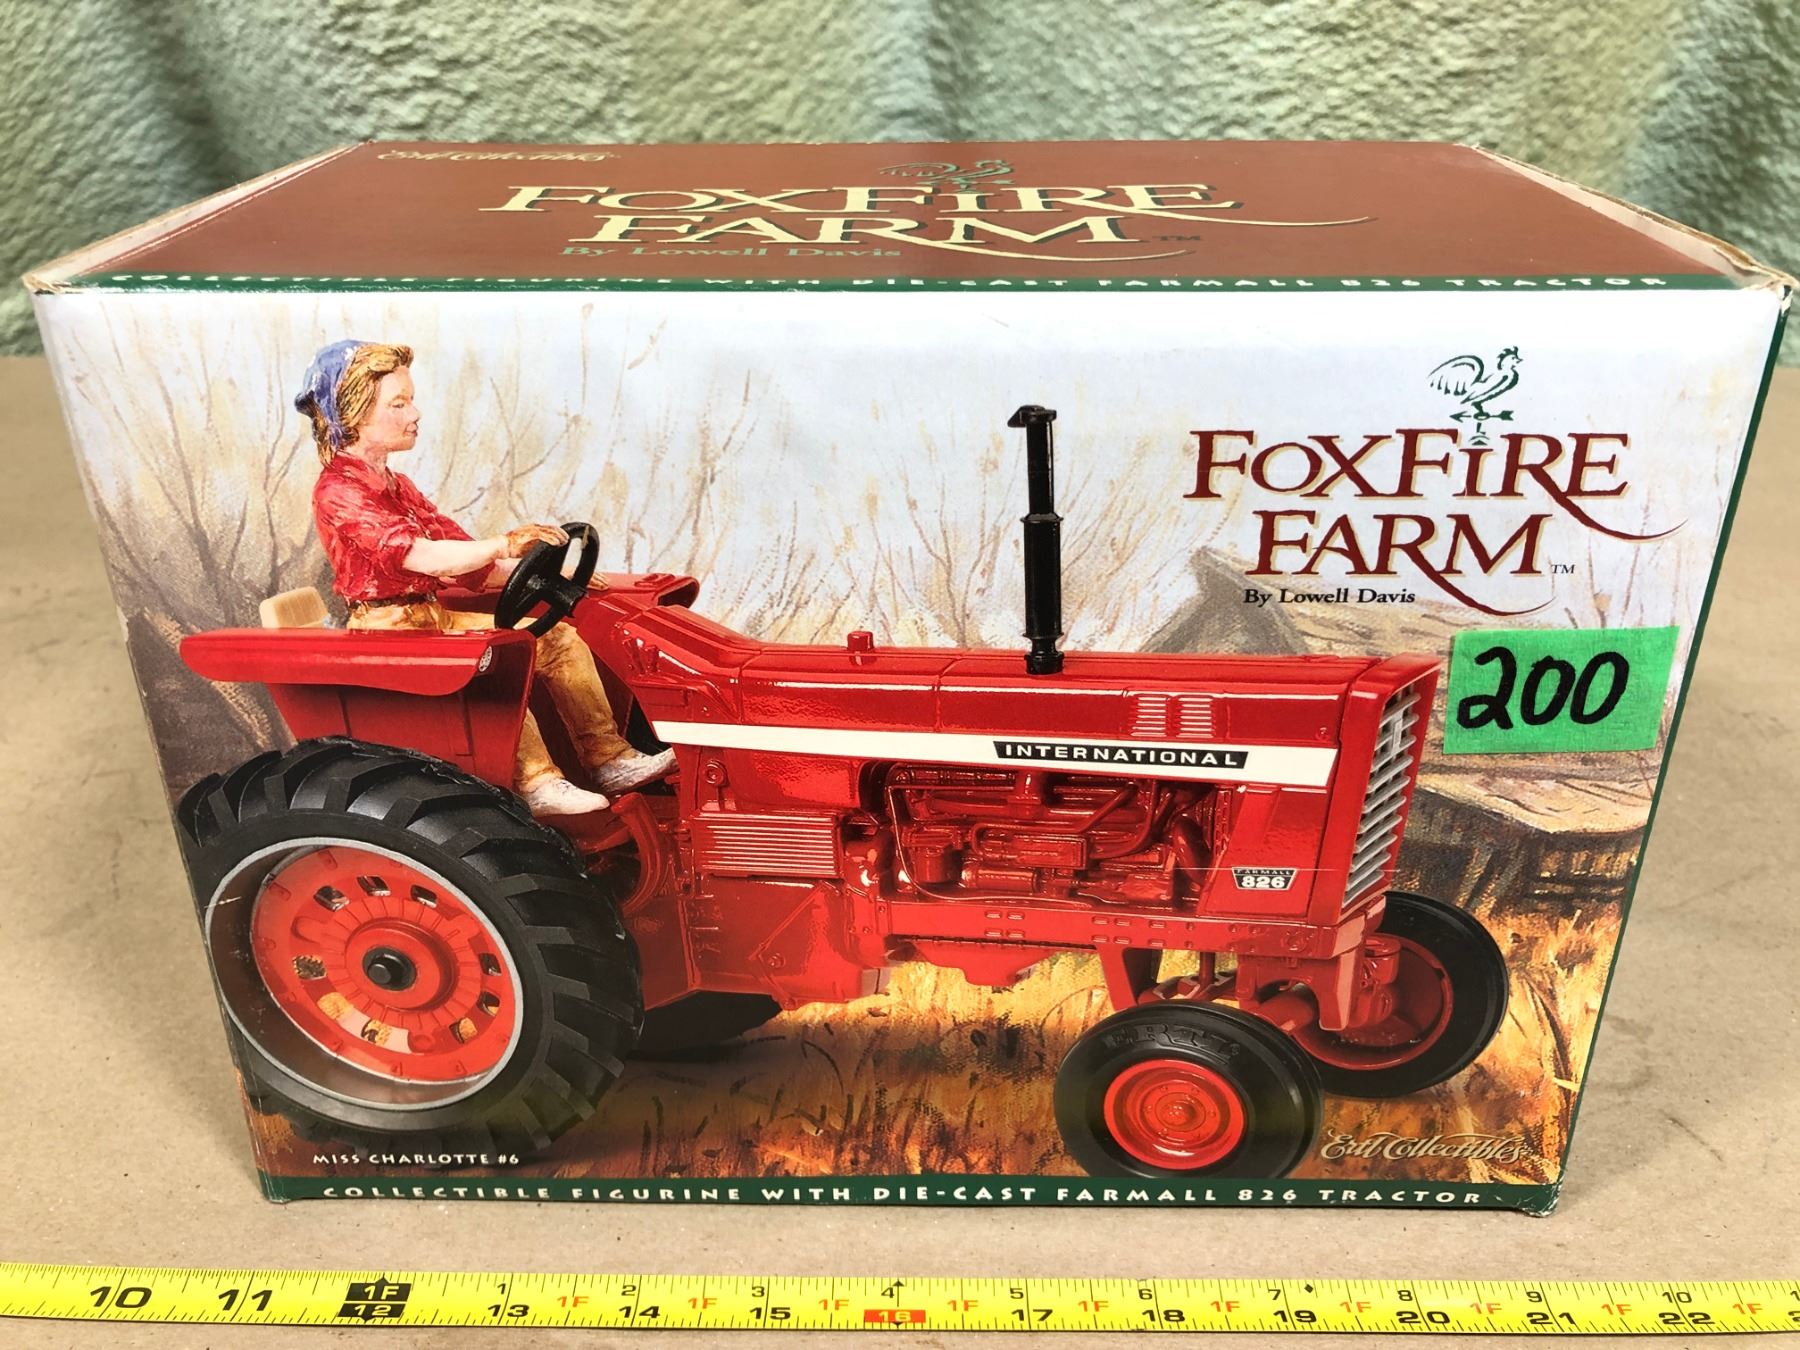 Ertl Collectibles
FOXFIRE
FARM™
By Lowell Davis
COLLECTIBLE FIGURINE WITH DIE-CAST FARMALL 826 TRACTOR
FOXFIRE
FARM™
By Lowell Davis
200
INTERNATIONAL
FARMALL
826
ERTL
MISS CHARLOTTE #6
Ertl Collectibles
COLLECTIBLE FIGURINE WITH DIE-CAST FARMALL 826 TRACTOR
1F 1 2 3 4 5 6 7 8 9 10
10 11 12 13 1F 14 1F 15 1F 16 1F 17 1F 18 1F 19 1F 20 1F 21 1F 22 1F